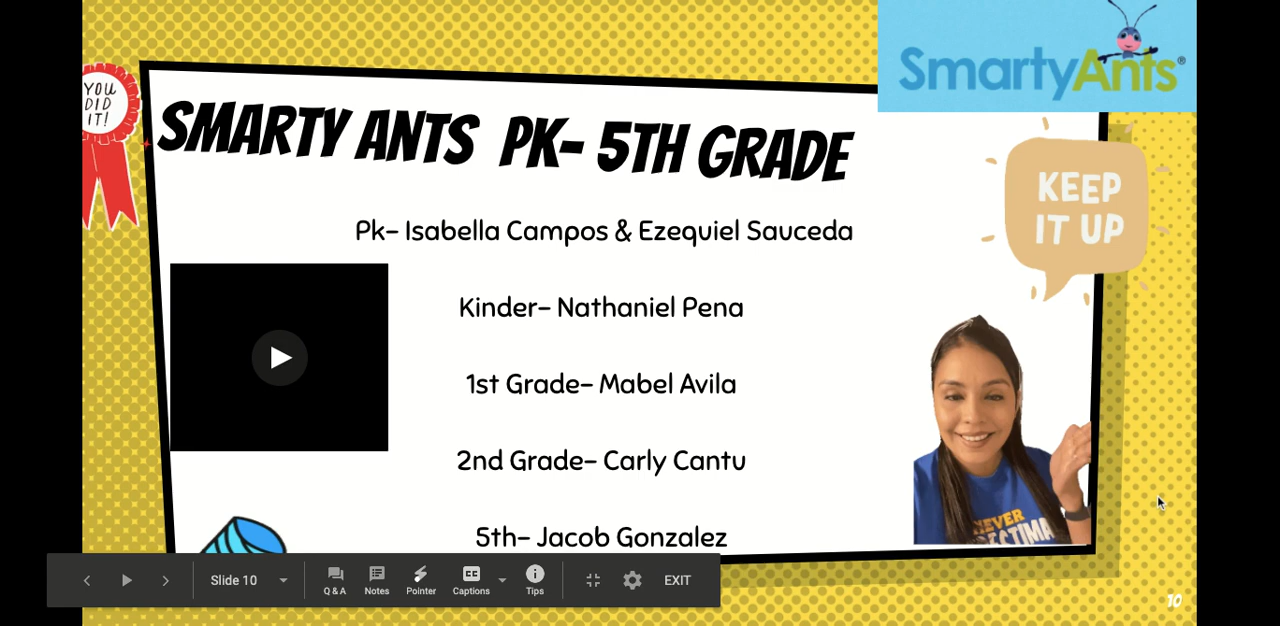 SmartyAnts®
YOU
DID
IT!
SMARTY ANTS PK- 5TH GRADE
KEEP
IT UP
Pk- Isabella Campos & Ezequiel Sauceda
Kinder- Nathaniel Pena
1st Grade- Mabel Avila
2nd Grade- Carly Cantu
5th- Jacob Gonzalez
NEVER
Slide 10
Q & A
Notes
Pointer
CC
Captions
Tips
EXIT
10